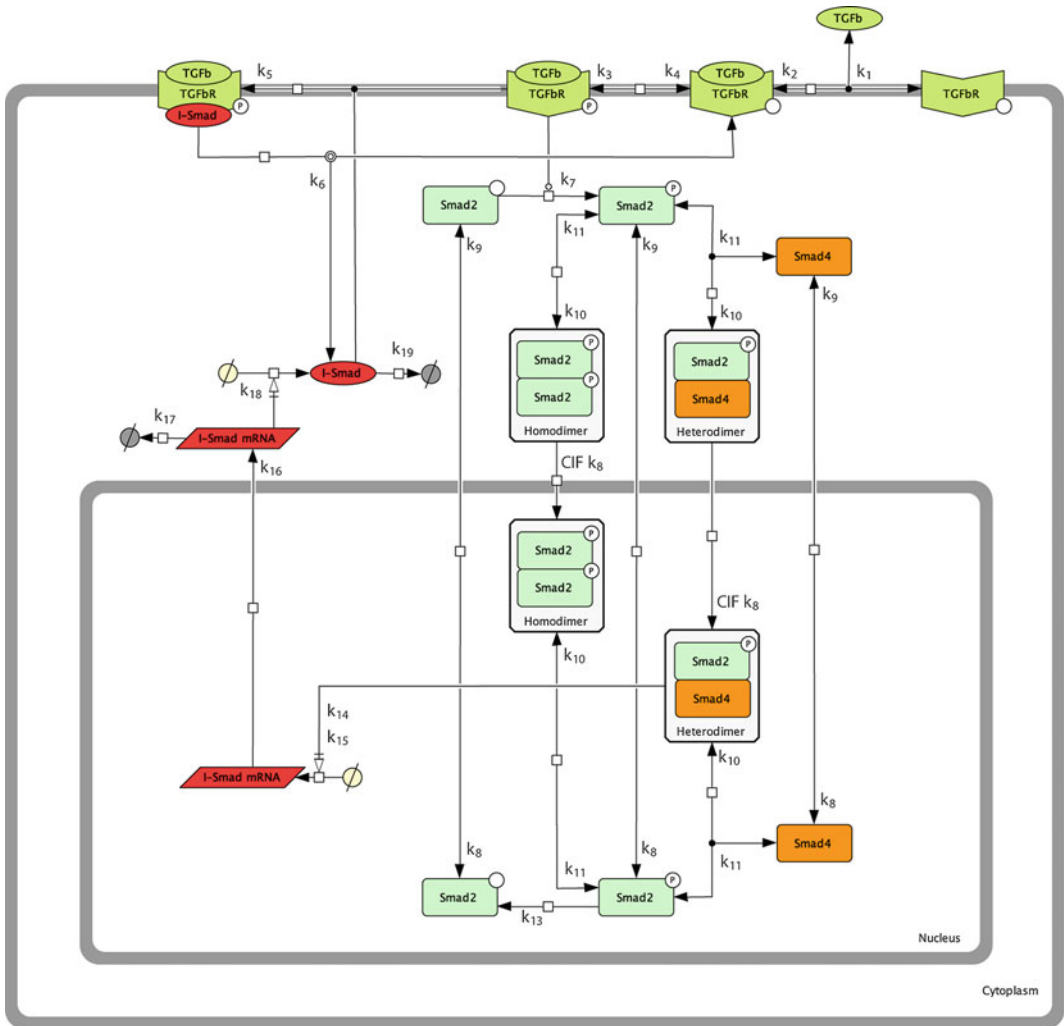 TGFb
TGFb
TGFbR
P
I-Smad
k5
TGFb
TGFbR
P
k3
k4
TGFb
TGFbR
k2
k1
TGFbR
k6
k7
Smad2
Smad2
P
k9
k11
k9
k11
Smad4
k9
k10
k10
P
Smad2
P
Smad2
Homodimer
P
Smad2
Smad4
Heterodimer
k19
I-Smad
k18
k17
I-Smad mRNA
k16
CIF k8
P
Smad2
P
Smad2
Homodimer
CIF k8
k10
P
Smad2
Smad4
Heterodimer
k14
k15
k10
I-Smad mRNA
k8
k8
k8
k11
k11
Smad4
Smad2
Smad2
P
k13
Nucleus
Cytoplasm